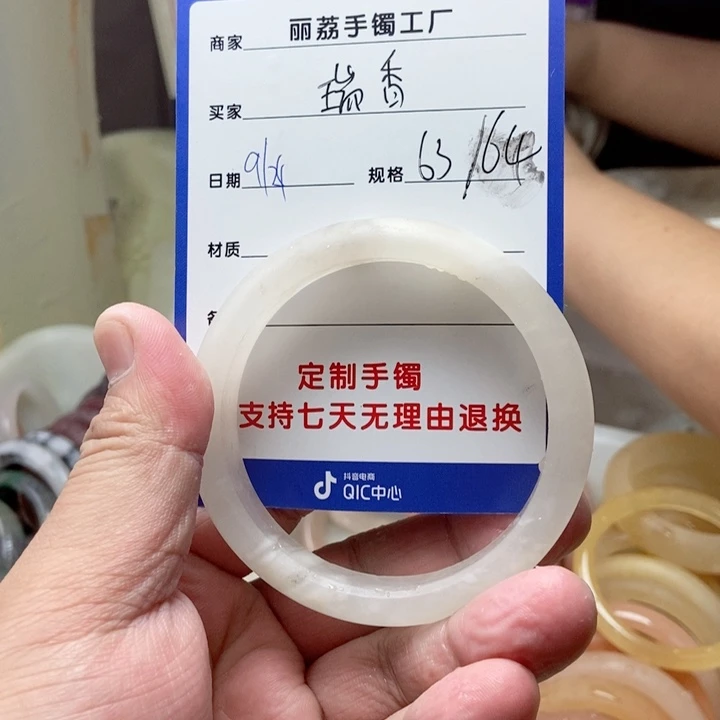 商家 丽荔手镯工厂
买家 瑞香
日期 9/24 规格 63/64
材质
定制手镯
支持七天无理由退换
抖音电商
QIC中心